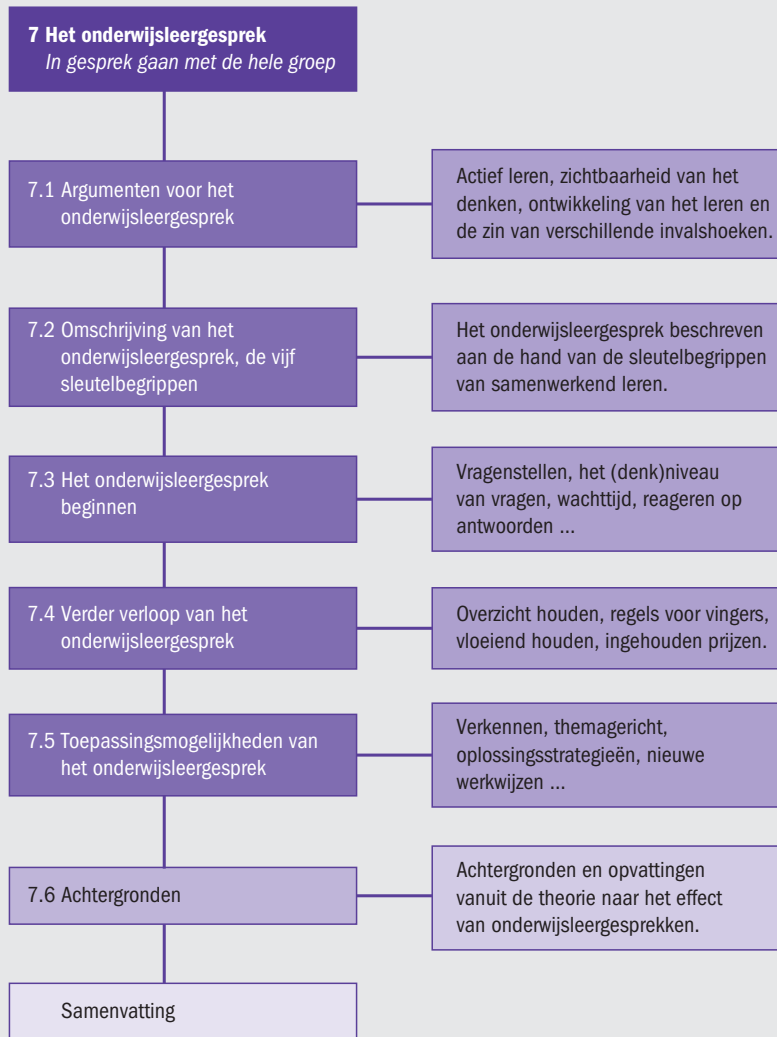 7 Het onderwijsleergesprek
In gesprek gaan met de hele groep
7.1 Argumenten voor het
onderwijsleergesprek
Actief leren, zichtbaarheid van het
denken, ontwikkeling van het leren en
de zin van verschillende invalshoeken.
7.2 Omschrijving van het
onderwijsleergesprek, de vijf
sleutelbegrippen
Het onderwijsleergesprek beschreven
aan de hand van de sleutelbegrippen
van samenwerkend leren.
7.3 Het onderwijsleergesprek
beginnen
Vragenstellen, het (denk)niveau
van vragen, wachttijd, reageren op
antwoorden ...
7.4 Verder verloop van het
onderwijsleergesprek
Overzicht houden, regels voor vingers,
vloeiend houden, ingehouden prijzen.
7.5 Toepassingsmogelijkheden van
het onderwijsleergesprek
Verkennen, themagericht,
oplossingsstrategieën, nieuwe
werkwijzen ...
7.6 Achtergronden
Achtergronden en opvattingen
vanuit de theorie naar het effect
van onderwijsleergesprekken.
Samenvatting